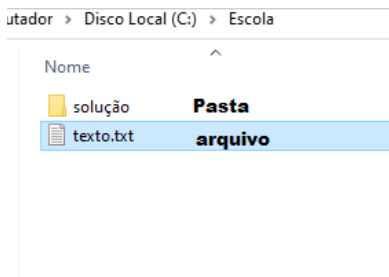 utador > Disco Local (C:) > Escola
Nome
solução Pasta
texto.txt arquivo